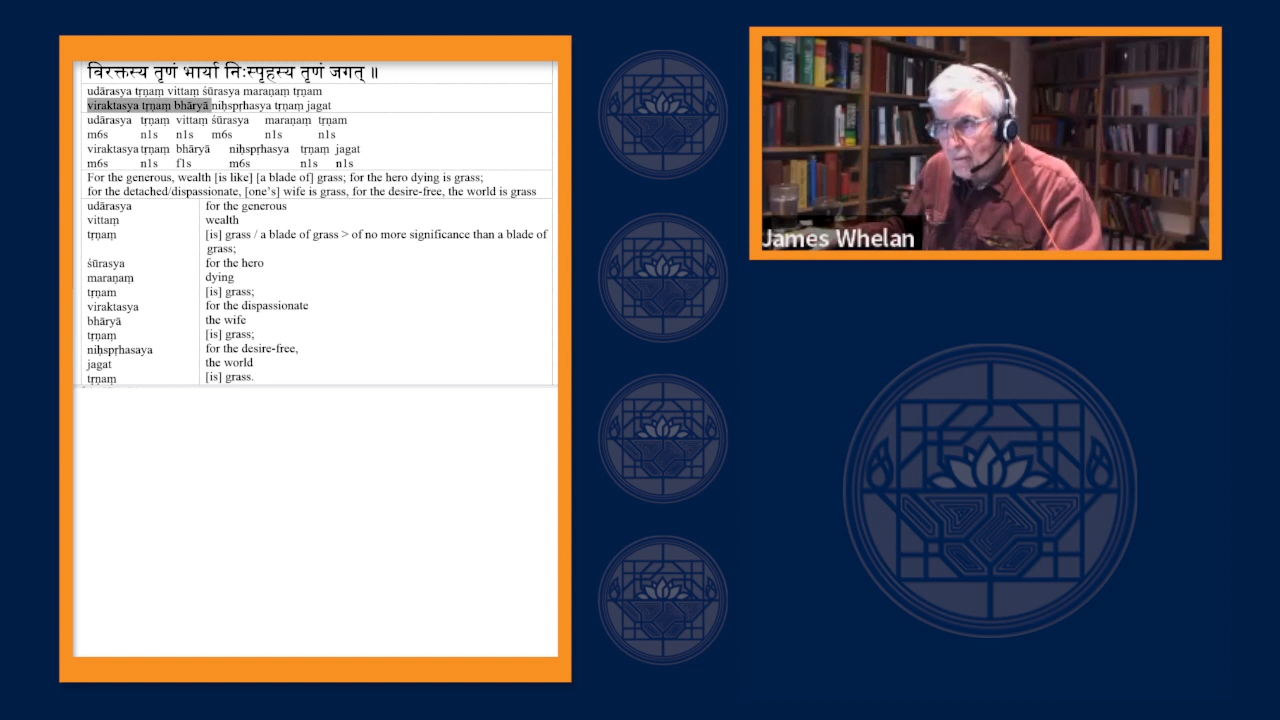 विरक्तस्य तृणं भार्या निःस्पृहस्य तृणं जगत् ॥
udārasya tṛṇaṃ vittaṃ śūrasya maraṇaṃ tṛṇam
viraktasya tṛṇaṃ bhāryā niḥspṛhasya tṛṇaṃ jagat
udārasya tṛṇaṃ vittaṃ śūrasya maraṇaṃ tṛṇam
m6s n1s n1s m6s n1s n1s
viraktasya tṛṇaṃ bhāryā niḥspṛhasya tṛṇaṃ jagat
m6s n1s f1s m6s n1s n1s
For the generous, wealth [is like] [a blade of] grass; for the hero dying is grass;
for the detached/dispassionate, [one's] wife is grass, for the desire-free, the world is grass
udārasya for the generous
vittaṃ wealth
tṛṇaṃ [is] grass / a blade of grass > of no more significance than a blade of
grass;
śūrasya for the hero
maraṇaṃ dying
tṛṇam [is] grass;
viraktasya for the dispassionate
bhāryā the wife
tṛṇaṃ [is] grass;
niḥspṛhasaya for the desire-free,
jagat the world
tṛṇaṃ [is] grass.
James Whelan